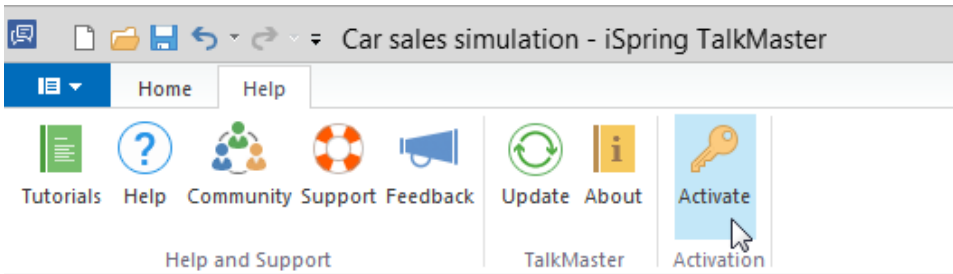 Car sales simulation - iSpring TalkMaster
Home Help
Tutorials Help Community Support Feedback Update About Activate
Help and Support TalkMaster Activation